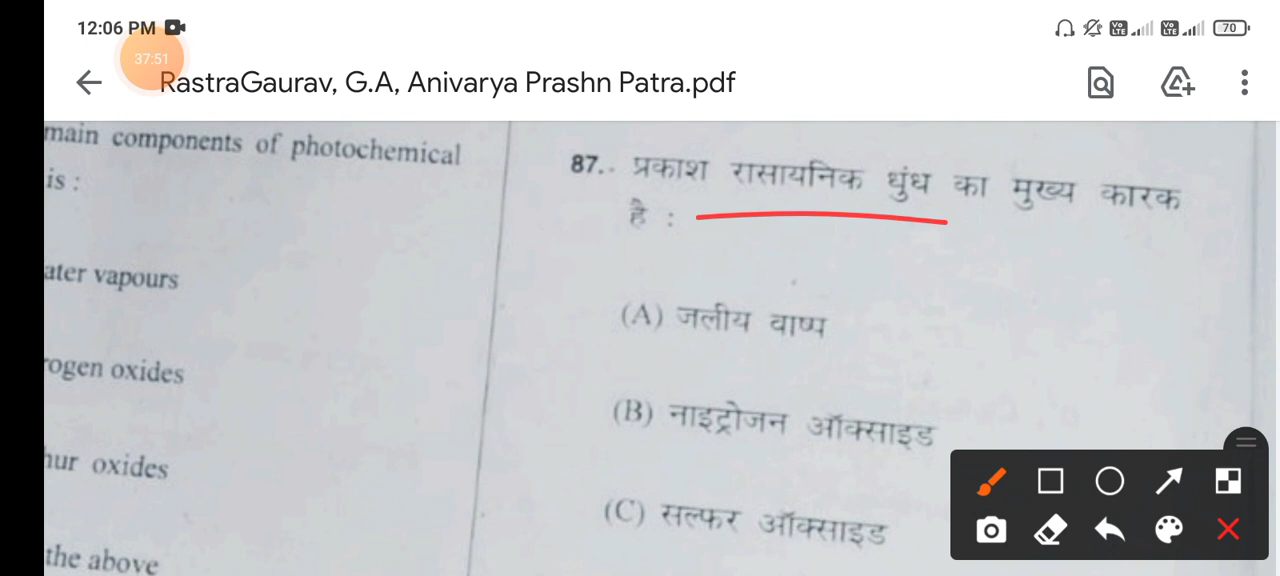 12:06 PM
70
37:51
RastraGaurav, G.A, Anivarya Prashn Patra.pdf
main components of photochemical
is :
ater vapours
rogen oxides
hur oxides
the above
87. प्रकाश रासायनिक धुंध का मुख्य कारक
है :
(A) जलीय वाष्प
(B) नाइट्रोजन ऑक्साइड
(C) सल्फर ऑक्साइड